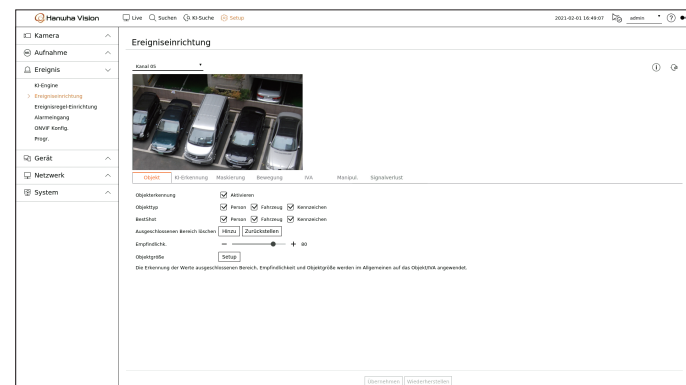 Hanwha Vision
Live Suchen KI-Suche Setup
2021-02-01 16:49:07 admin
Kamera
Aufnahme
Ereignis
KI-Engine
Ereigniseinrichtung
Ereignisregel-Einrichtung
Alarmeingang
ONVIF Konfig.
Progr.
Gerät
Netzwerk
System
Ereigniseinrichtung
Kanal 05
Objekt KI-Erkennung Maskierung Bewegung IVA Manipul. Signalverlust
Objekterkennung Aktivieren
Objekttyp Person Fahrzeug Kennzeichen
BestShot Person Fahrzeug Kennzeichen
Ausgeschlossenen Bereich löschen Hinzu Zurückstellen
Empfindlichk. − + 80
Objektgröße Setup
Die Erkennung der Werte ausgeschlossenen Bereich, Empfindlichkeit und Objektgröße werden im Allgemeinen auf das Objekt/IVA angewendet.
Übernehmen Wiederherstellen